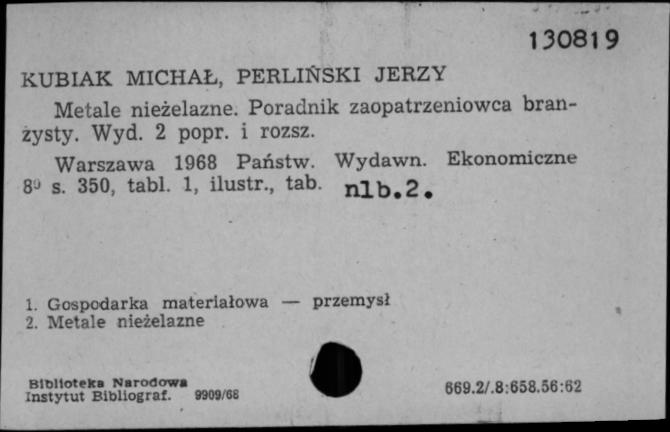 130819
KUBIAK MICHAŁ, PERLIŃSKI JERZY
Metale nieżelazne. Poradnik zaopatrzeniowca bran-
żysty. Wyd. 2 popr. i rozsz.
Warszawa 1968 Państw. Wydawn. Ekonomiczne
8⁰ s. 350, tabl. 1, ilustr., tab. nlb.2.
1. Gospodarka materiałowa — przemysł
2. Metale nieżelazne
Biblioteka Narodowa
Instytut Bibliograf. 9909/68
669.2/.8:658.56:62